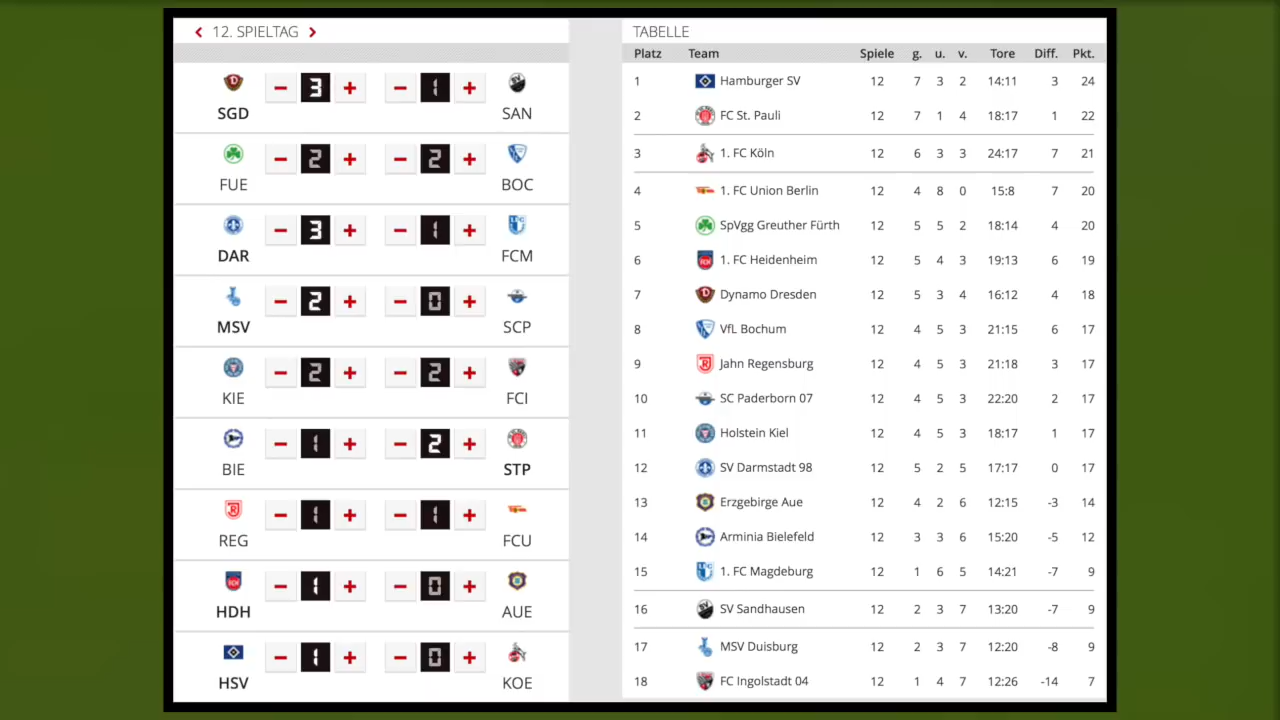 12. SPIELTAG
SGD 3 1 SAN
FUE 2 2 BOC
DAR 3 1 FCM
MSV 2 0 SCP
KIE 2 2 FCI
BIE 1 2 STP
REG 1 1 FCU
HDH 1 0 AUE
HSV 1 0 KOE
TABELLE
Platz Team Spiele g. u. v. Tore Diff. Pkt.
1 Hamburger SV 12 7 3 2 14:11 3 24
2 FC St. Pauli 12 7 1 4 18:17 1 22
3 1. FC Köln 12 6 3 3 24:17 7 21
4 1. FC Union Berlin 12 4 8 0 15:8 7 20
5 SpVgg Greuther Fürth 12 5 5 2 18:14 4 20
6 1. FC Heidenheim 12 5 4 3 19:13 6 19
7 Dynamo Dresden 12 5 3 4 16:12 4 18
8 VfL Bochum 12 4 5 3 21:15 6 17
9 Jahn Regensburg 12 4 5 3 21:18 3 17
10 SC Paderborn 07 12 4 5 3 22:20 2 17
11 Holstein Kiel 12 4 5 3 18:17 1 17
12 SV Darmstadt 98 12 5 2 5 17:17 0 17
13 Erzgebirge Aue 12 4 2 6 12:15 -3 14
14 Arminia Bielefeld 12 3 3 6 15:20 -5 12
15 1. FC Magdeburg 12 1 6 5 14:21 -7 9
16 SV Sandhausen 12 2 3 7 13:20 -7 9
17 MSV Duisburg 12 2 3 7 12:20 -8 9
18 FC Ingolstadt 04 12 1 4 7 12:26 -14 7